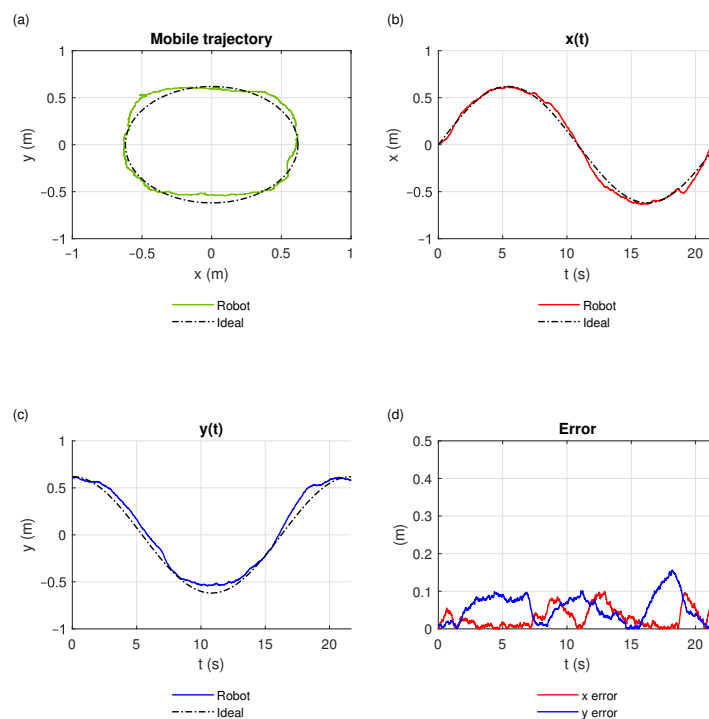 (a)
Mobile trajectory
1
0.5
0
−0.5
−1
y (m)
−1
−0.5
0
0.5
1
x (m)
Robot
Ideal
(b)
x(t)
1
0.5
0
−0.5
−1
x (m)
0
5
10
15
20
t (s)
Robot
Ideal
(c)
y(t)
1
0.5
0
−0.5
−1
y (m)
0
5
10
15
20
t (s)
Robot
Ideal
(d)
Error
0.5
0.4
0.3
0.2
0.1
0
(m)
0
5
10
15
20
t (s)
x error
y error